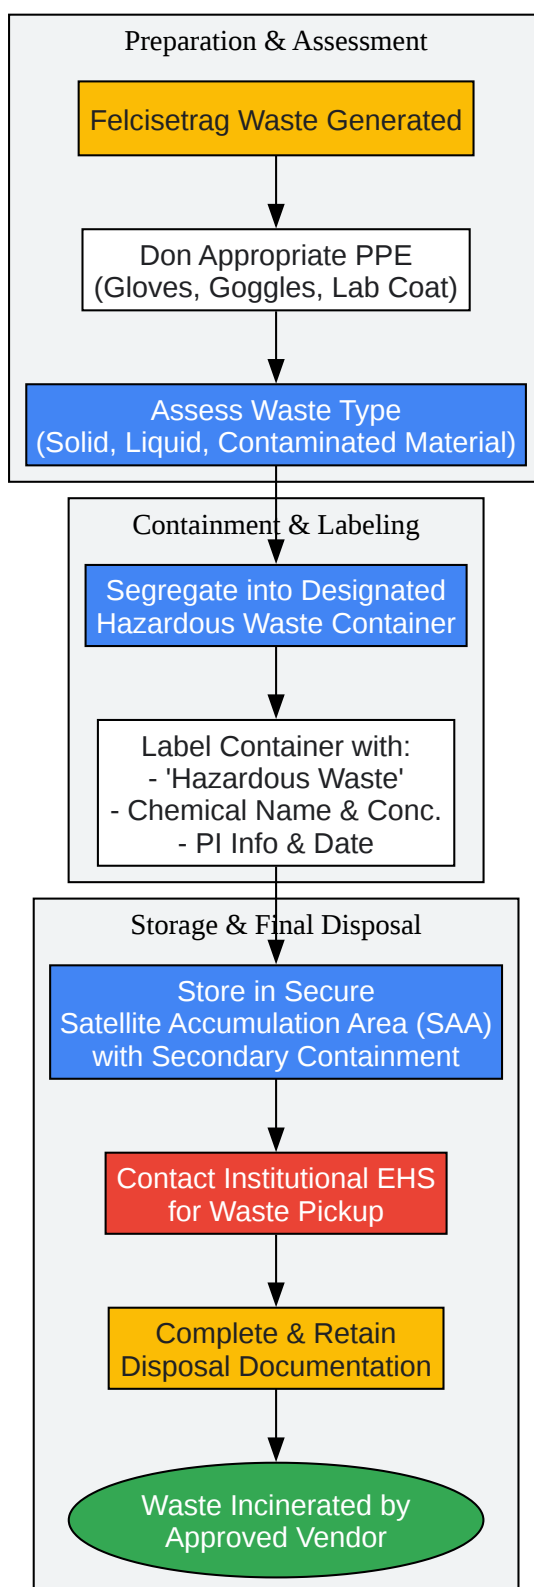 Preparation & Assessment
Felcisetrag Waste Generated
Don Appropriate PPE
(Gloves, Goggles, Lab Coat)
Assess Waste Type
(Solid, Liquid, Contaminated Material)
Containment & Labeling
Segregate into Designated
Hazardous Waste Container
Label Container with:
- 'Hazardous Waste'
- Chemical Name & Conc.
- PI Info & Date
Storage & Final Disposal
Store in Secure
Satellite Accumulation Area (SAA)
with Secondary Containment
Contact Institutional EHS
for Waste Pickup
Complete & Retain
Disposal Documentation
Waste Incinerated by
Approved Vendor